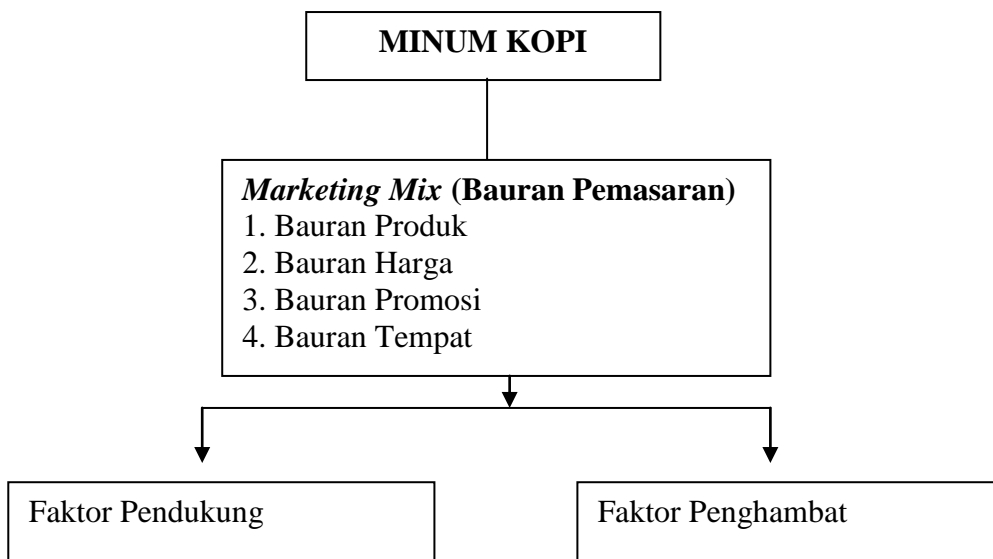 MINUM KOPI
Marketing Mix (Bauran Pemasaran)
1. Bauran Produk
2. Bauran Harga
3. Bauran Promosi
4. Bauran Tempat
Faktor Pendukung
Faktor Penghambat